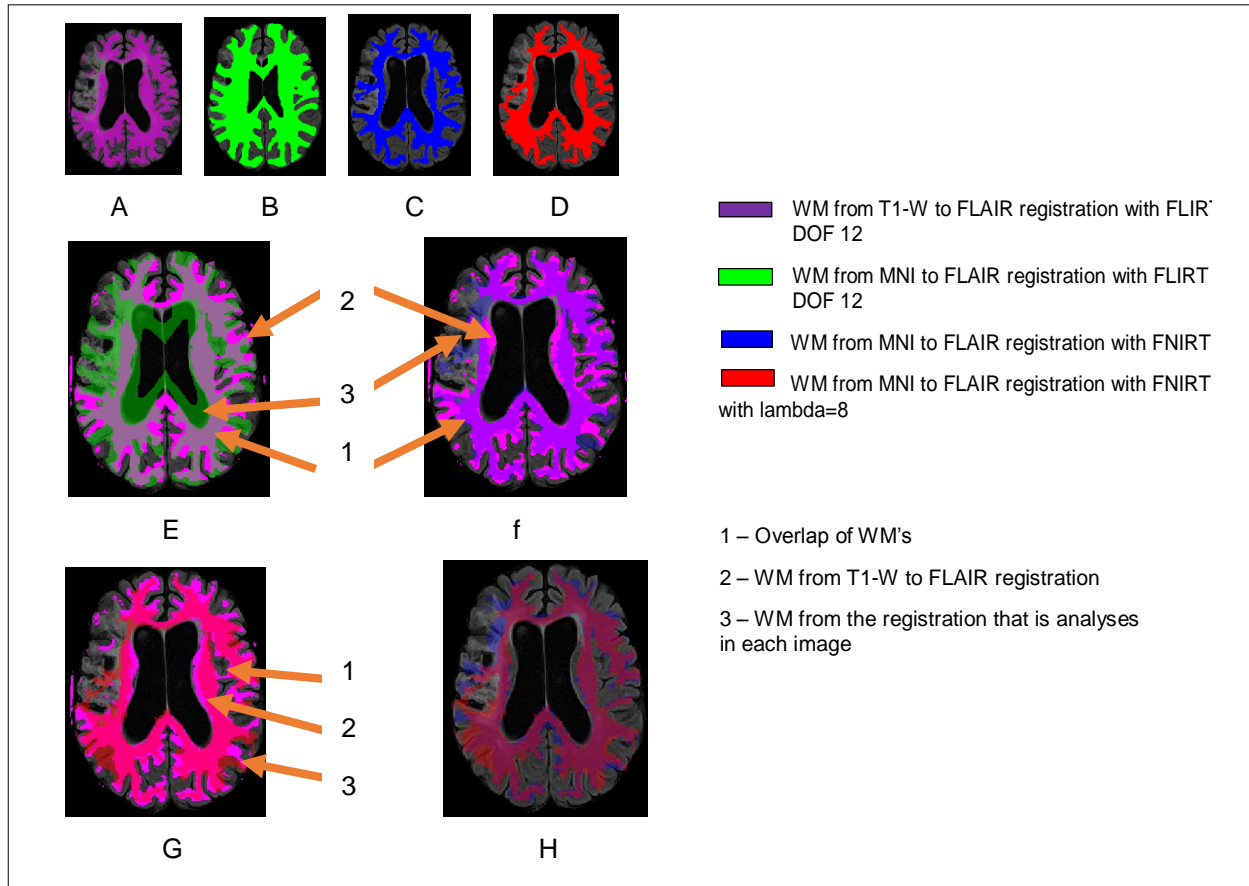 A
B
C
D
WM from T1-W to FLAIR registration with FLIR
DOF 12
WM from MNI to FLAIR registration with FLIRT
DOF 12
WM from MNI to FLAIR registration with FNIRT
WM from MNI to FLAIR registration with FNIRT
with lambda=8
2
3
1
E
f
1 – Overlap of WM's
2 – WM from T1-W to FLAIR registration
3 – WM from the registration that is analyses
in each image
1
2
3
G
H